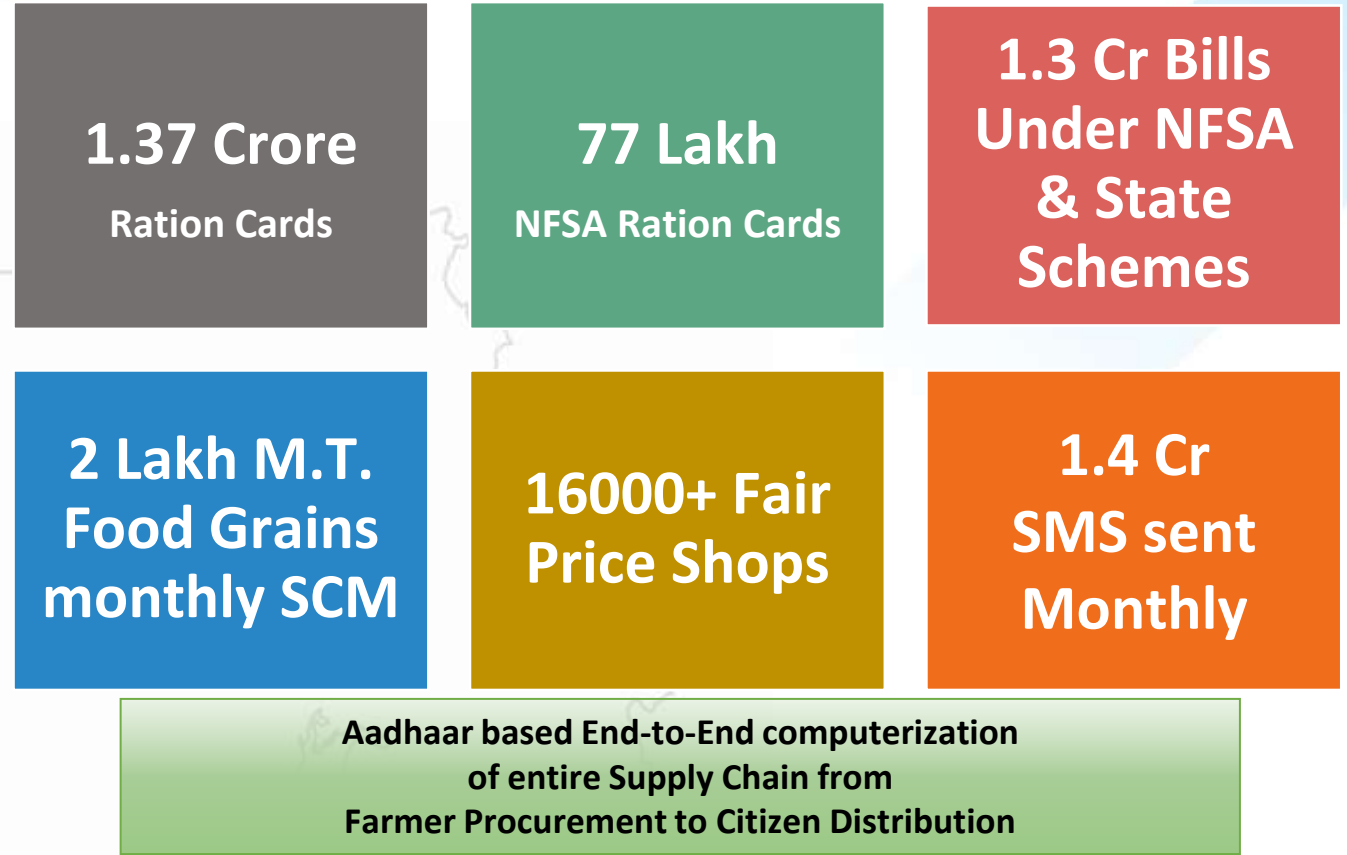 1.37 Crore
Ration Cards
77 Lakh
NFSA Ration Cards
1.3 Cr Bills
Under NFSA
& State
Schemes
2 Lakh M.T.
Food Grains
monthly SCM
16000+ Fair
Price Shops
1.4 Cr
SMS sent
Monthly
Aadhaar based End-to-End computerization
of entire Supply Chain from
Farmer Procurement to Citizen Distribution